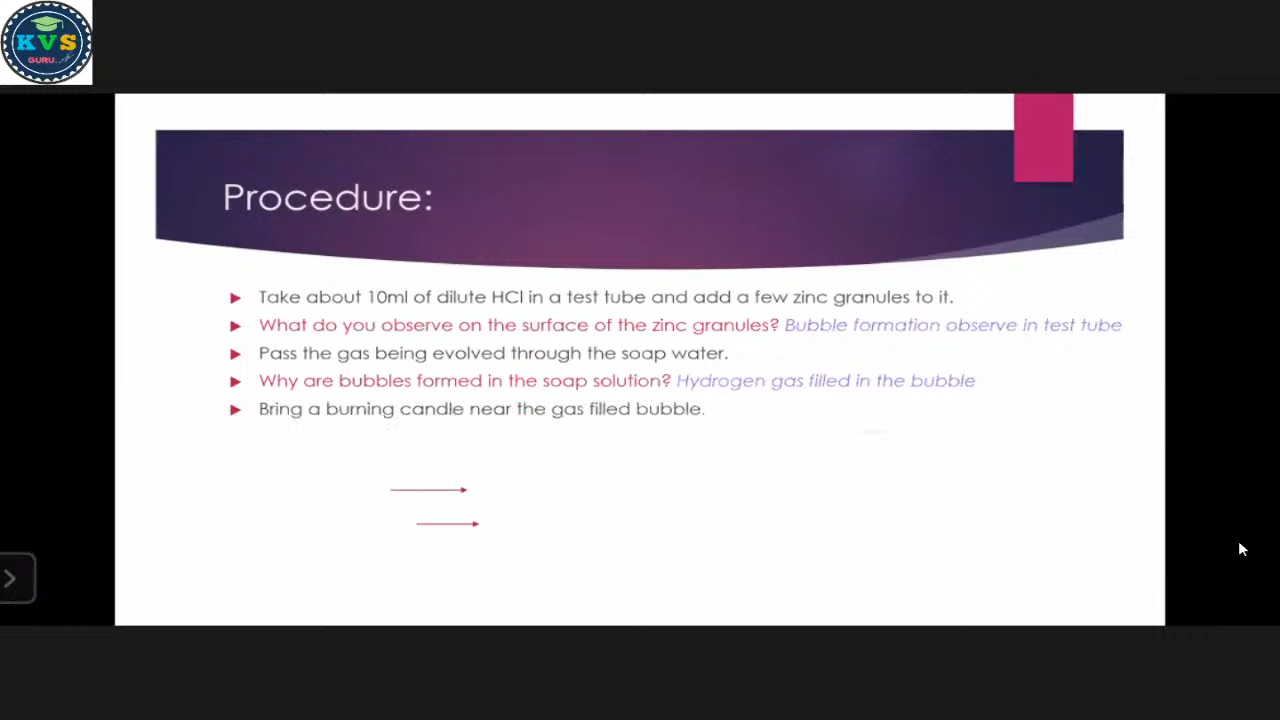 KVS
GURU..
Procedure:
Take about 10ml of dilute HCl in a test tube and add a few zinc granules to it.
What do you observe on the surface of the zinc granules? Bubble formation observe in test tube
Pass the gas being evolved through the soap water.
Why are bubbles formed in the soap solution? Hydrogen gas filled in the bubble
Bring a burning candle near the gas filled bubble.